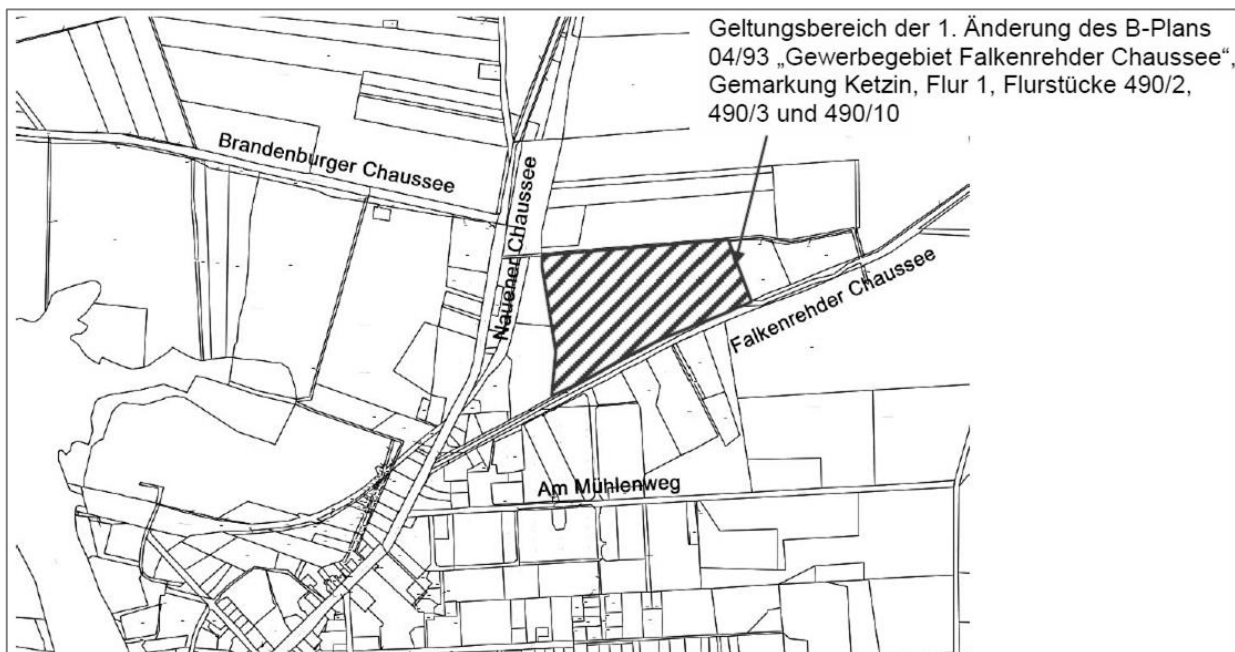 Geltungsbereich der 1. Änderung des B-Plans
04/93 „Gewerbegebiet Falkenrehder Chaussee“,
Gemarkung Ketzin, Flur 1, Flurstücke 490/2,
490/3 und 490/10
Brandenburger Chaussee
Nauener Chaussee
Falkenrehder Chaussee
Am Mühlenweg